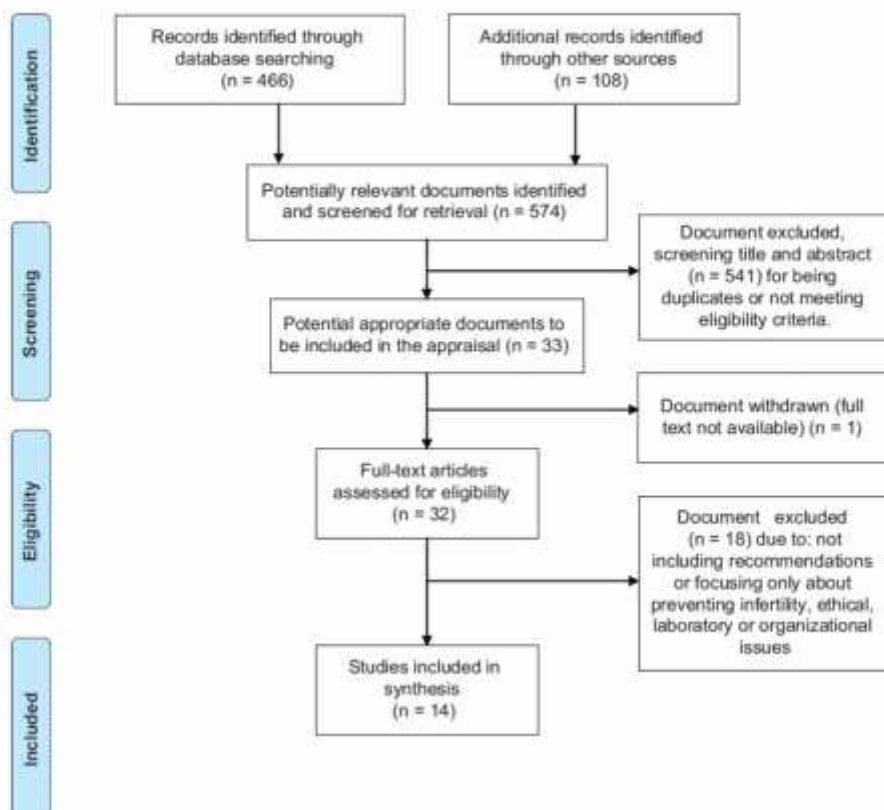 Identification
Records identified through
database searching
(n = 466)
Additional records identified
through other sources
(n = 108)
Potentially relevant documents identified
and screened for retrieval (n = 574)
Screening
Document excluded,
screening title and abstract
(n = 541) for being
duplicates or not meeting
eligibility criteria.
Potential appropriate documents to
be included in the appraisal (n = 33)
Document withdrawn (full
text not available) (n = 1)
Eligibility
Full-text articles
assessed for eligibility
(n = 32)
Document excluded
(n = 18) due to: not
including recommendations
or focusing only about
preventing infertility, ethical,
laboratory or organizational
issues
Included
Studies included in
synthesis
(n = 14)